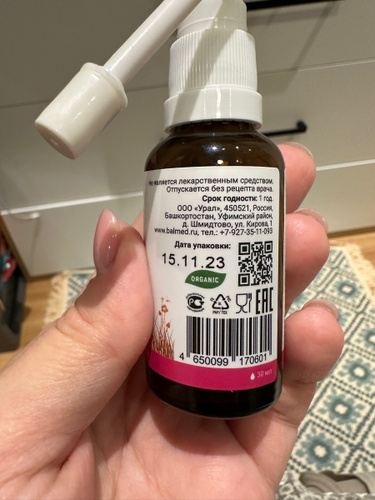 Не является лекарственным средством.
Отпускается без рецепта врача.
Срок годности: 1 год.
ООО «Урал», 450521, Россия,
Башкортостан, Уфимский район,
д. Шмидтово, ул. Кирова 1
www.balmed.ru, тел.: +7-927-35-11-093
Дата упаковки:
15.11.23
ORGANIC
EAC
4 650099 170601
30 мл